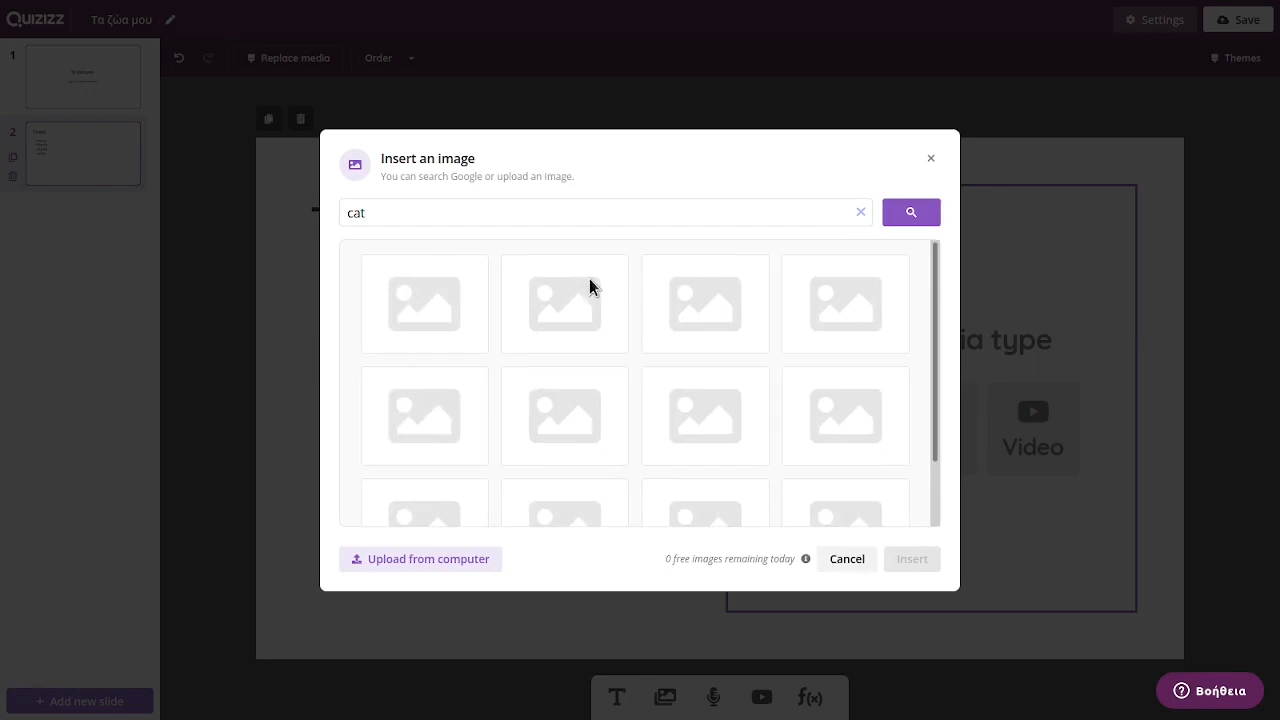 QUIZIZZ
Τα ζώα μου
Settings
Save
1
Replace media
Order
Themes
2
Insert an image
You can search Google or upload an image.
cat
ia type
Video
Upload from computer
0 free images remaining today
Cancel
Insert
+ Add new slide
T
f(x)
Βοήθεια